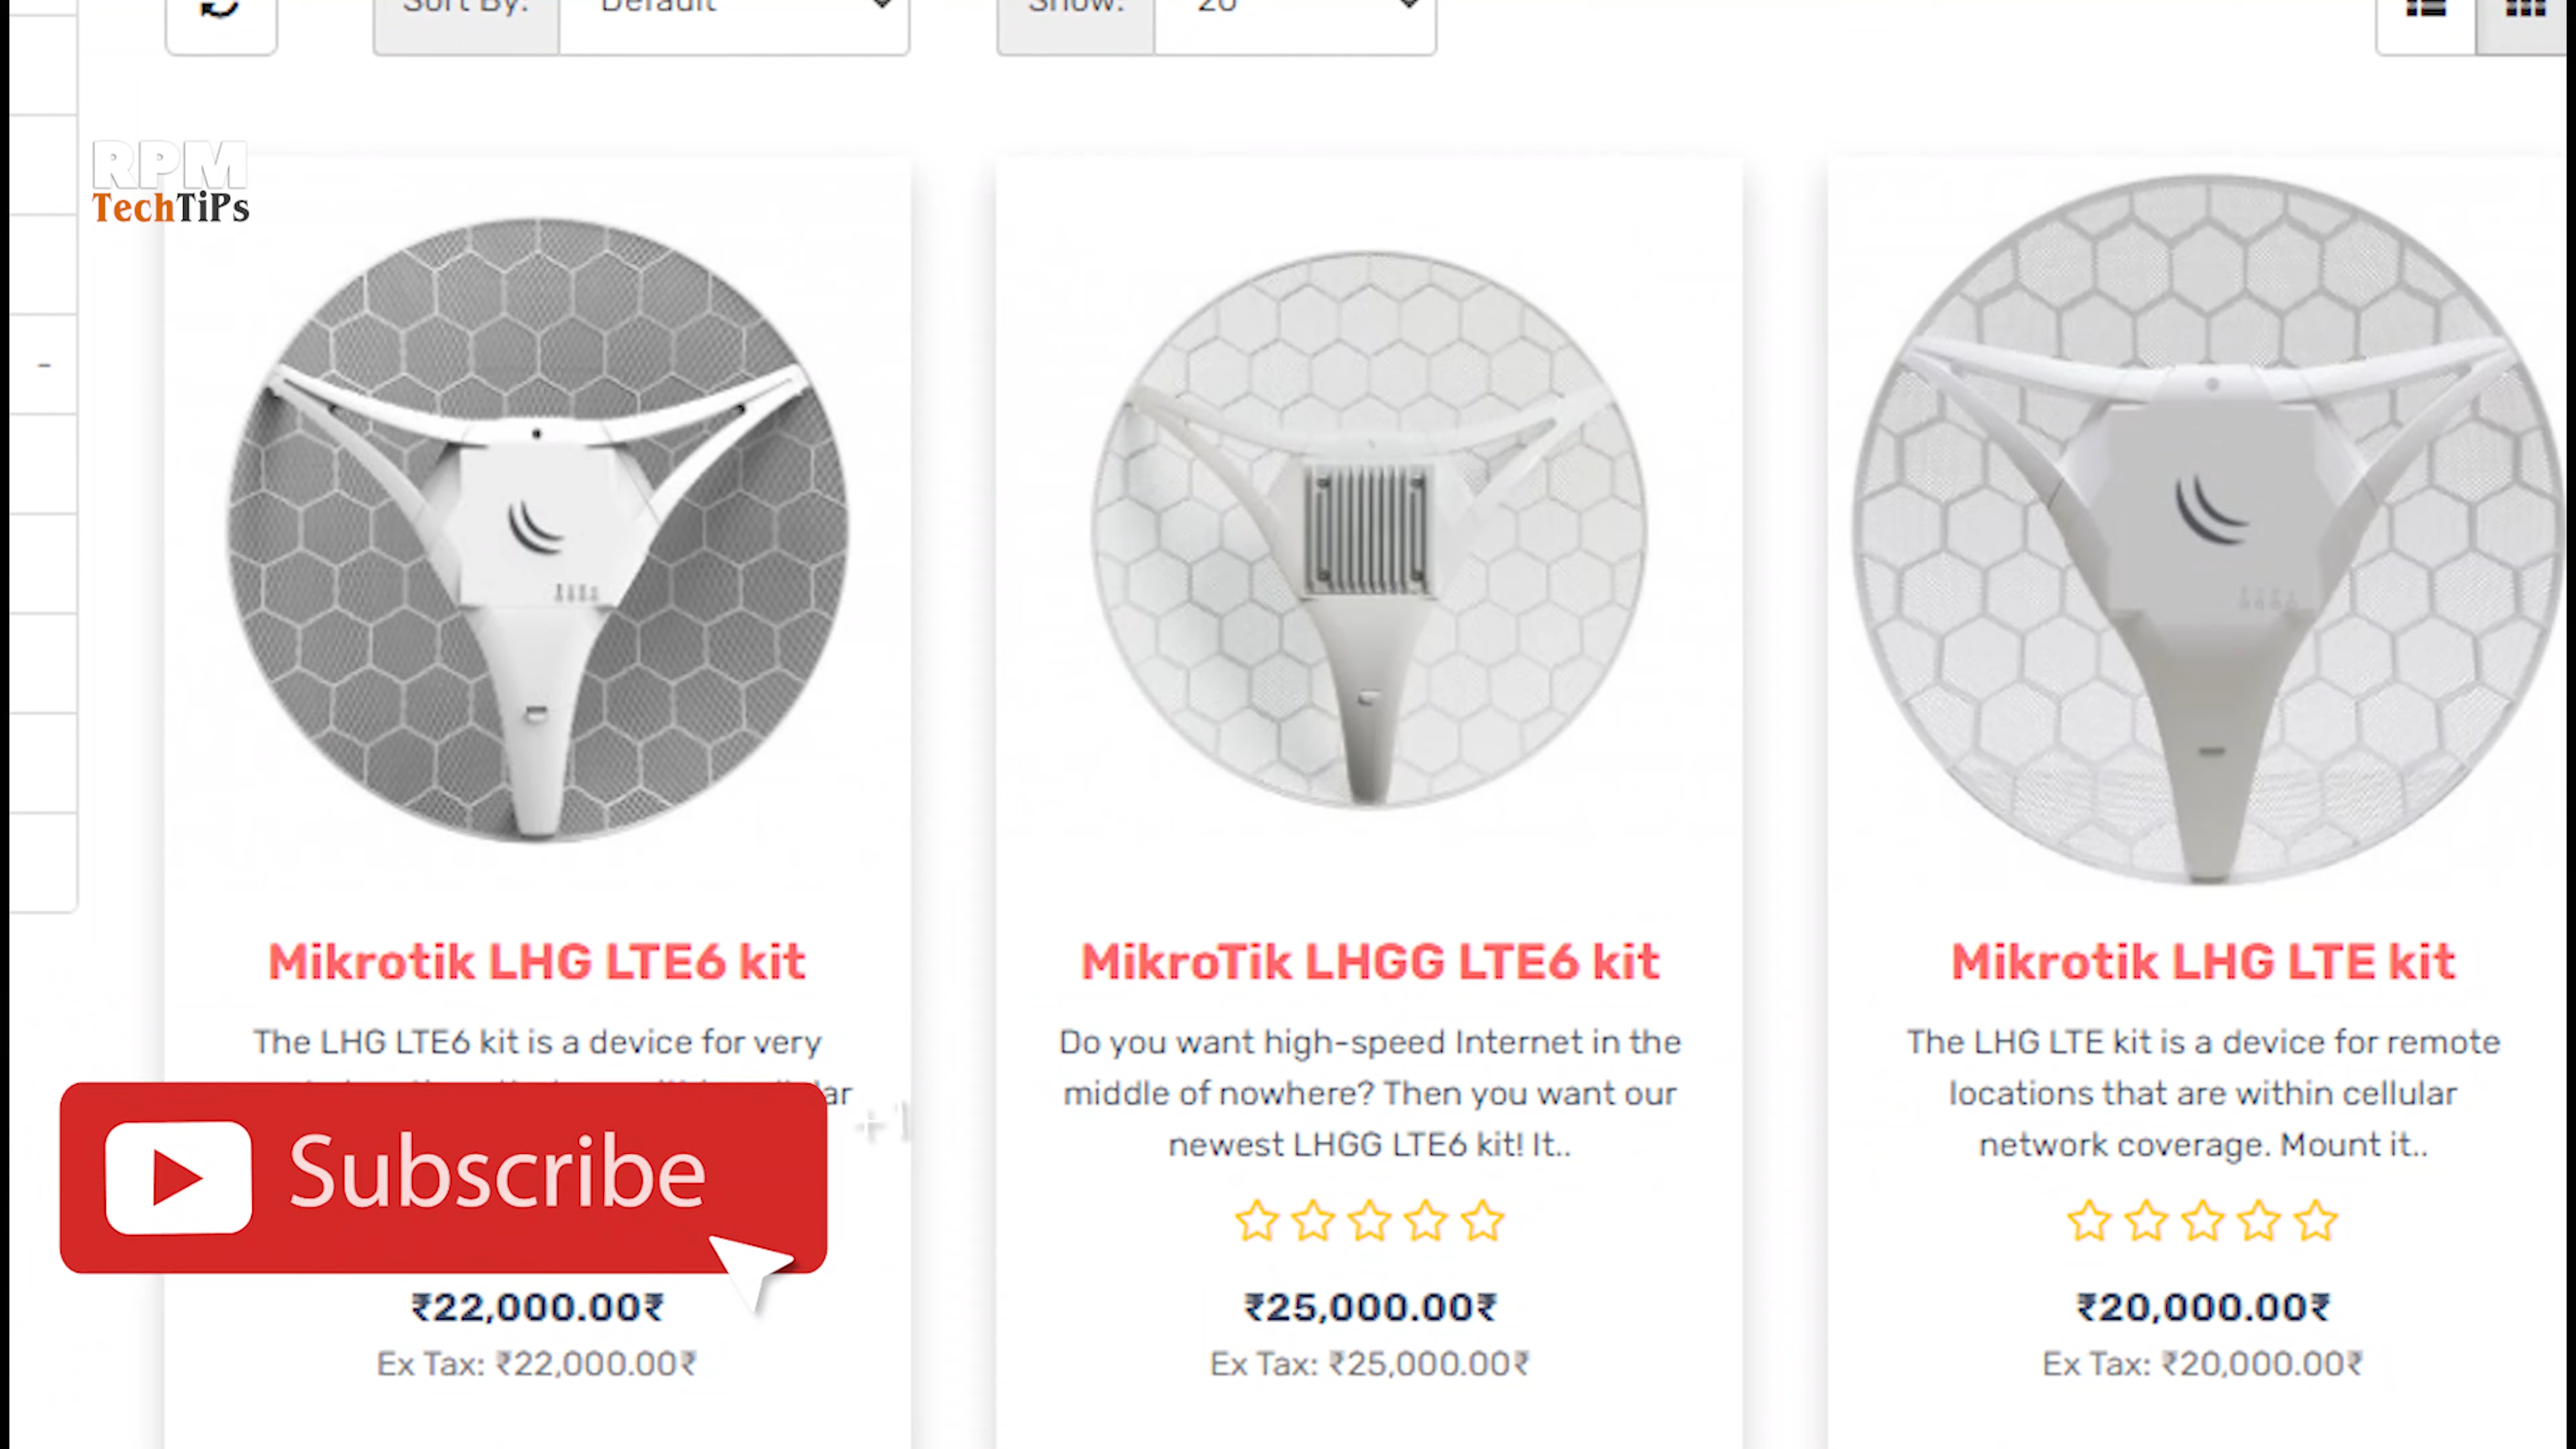 Sort By:
Default
Show:
20
RPM
TechTiPs
Mikrotik LHG LTE6 kit
The LHG LTE6 kit is a device for very
ar
+1
Subscribe
₹22,000.00₹
Ex Tax: ₹22,000.00₹
MikroTik LHGG LTE6 kit
Do you want high-speed Internet in the
middle of nowhere? Then you want our
newest LHGG LTE6 kit! It..
₹25,000.00₹
Ex Tax: ₹25,000.00₹
Mikrotik LHG LTE kit
The LHG LTE kit is a device for remote
locations that are within cellular
network coverage. Mount it..
₹20,000.00₹
Ex Tax: ₹20,000.00₹